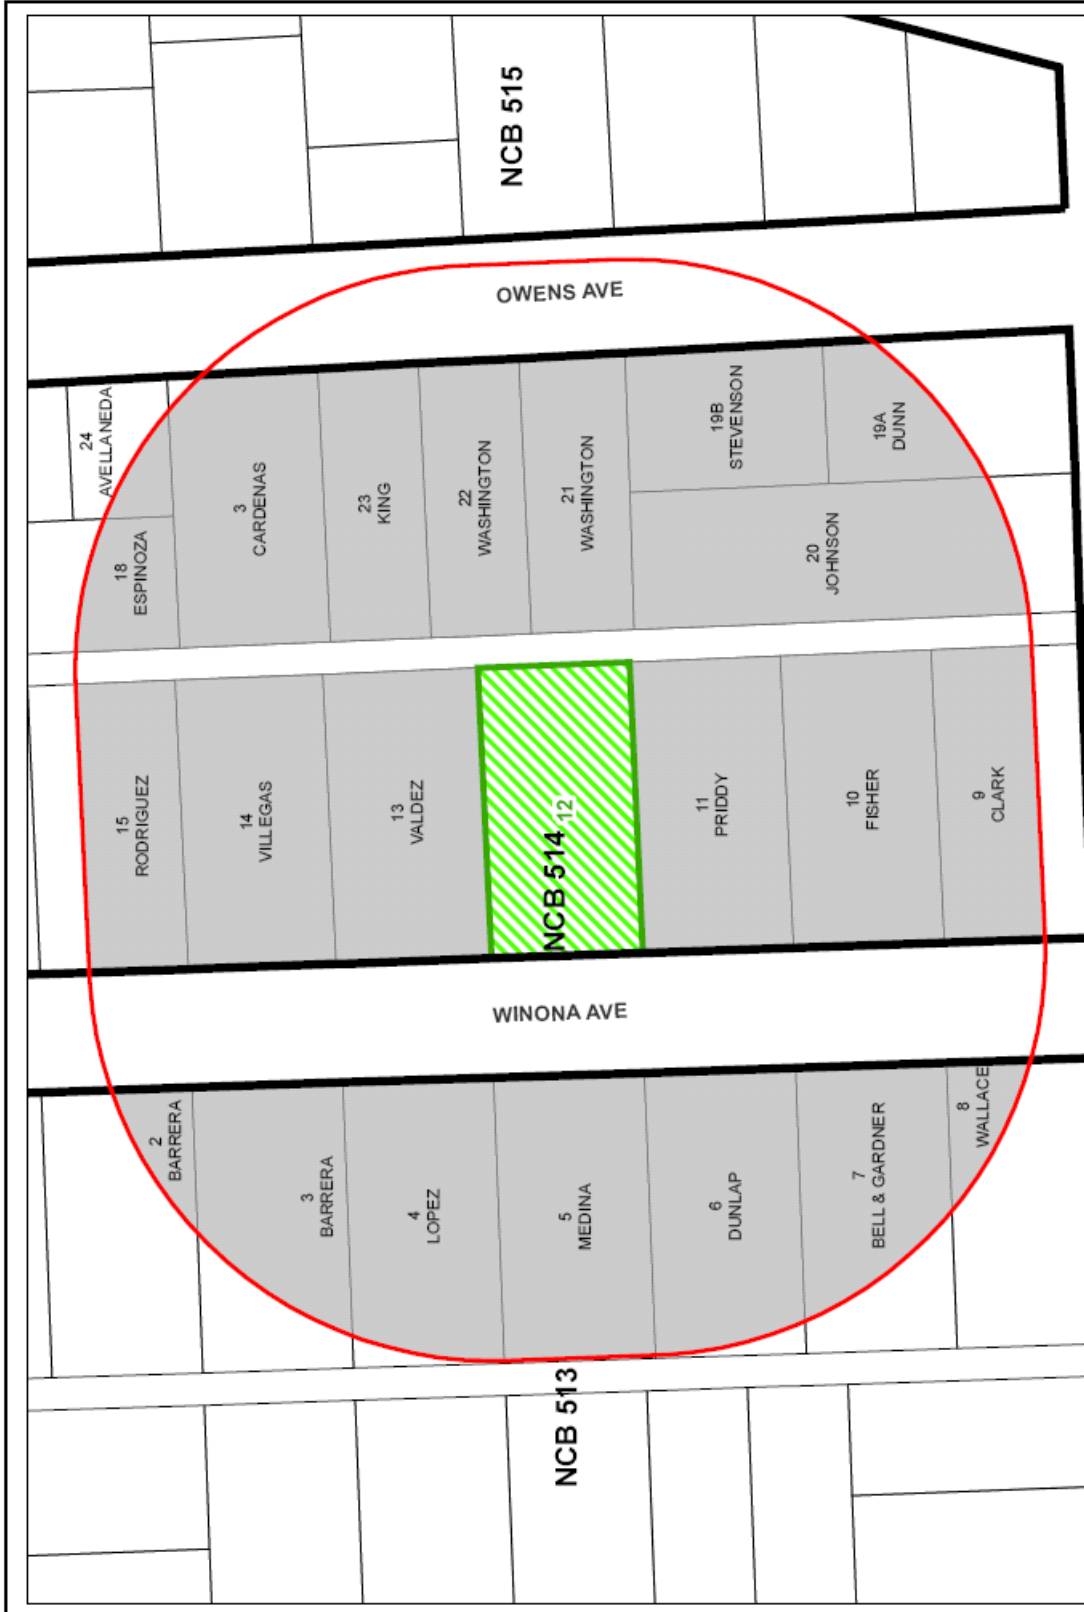 NCB 515
OWENS AVE
24
AVELLANEDA
18
ESPINOZA
3
CARDENAS
23
KING
22
WASHINGTON
21
WASHINGTON
19B
STEVENSON
19A
DUNN
20
JOHNSON
15
RODRIGUEZ
14
VILLEGAS
13
VALDEZ
NCB 514
12
11
PRIDDY
10
FISHER
9
CLARK
WINONA AVE
2
BARRERA
3
BARRERA
4
LOPEZ
5
MEDINA
6
DUNLAP
7
BELL & GARDNER
8
WALLACE
NCB 513